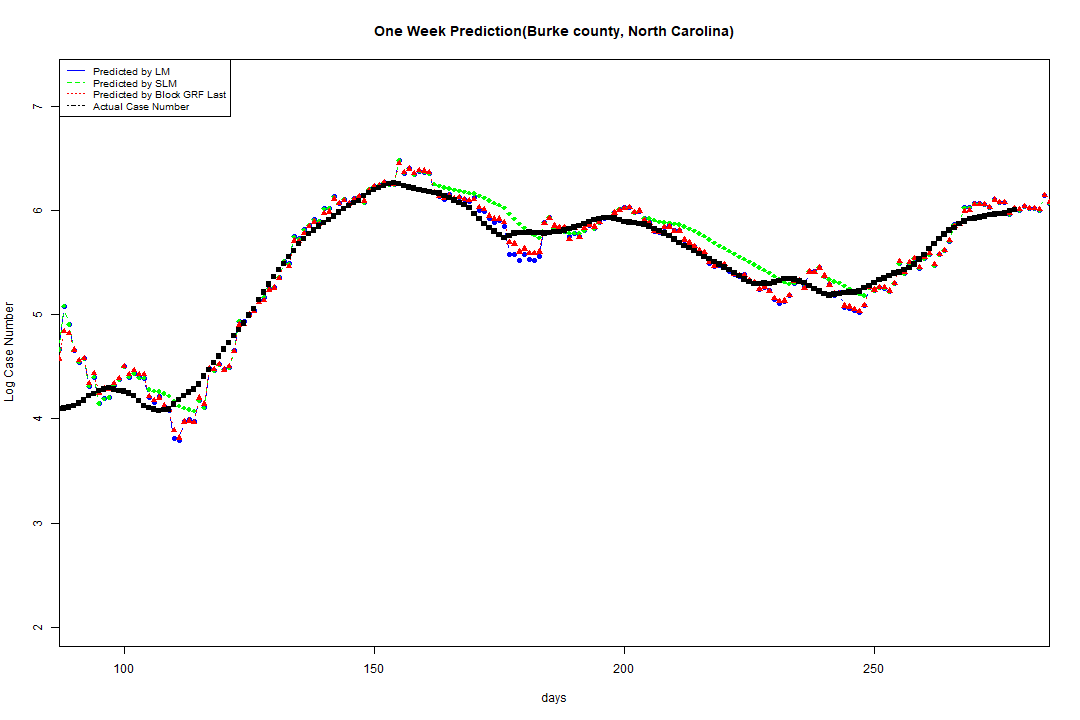 One Week Prediction(Burke county, North Carolina)
Predicted by LM
Predicted by SLM
Predicted by Block GRF Last
Actual Case Number
7
6
5
4
3
2
Log Case Number
100 150 200 250
days